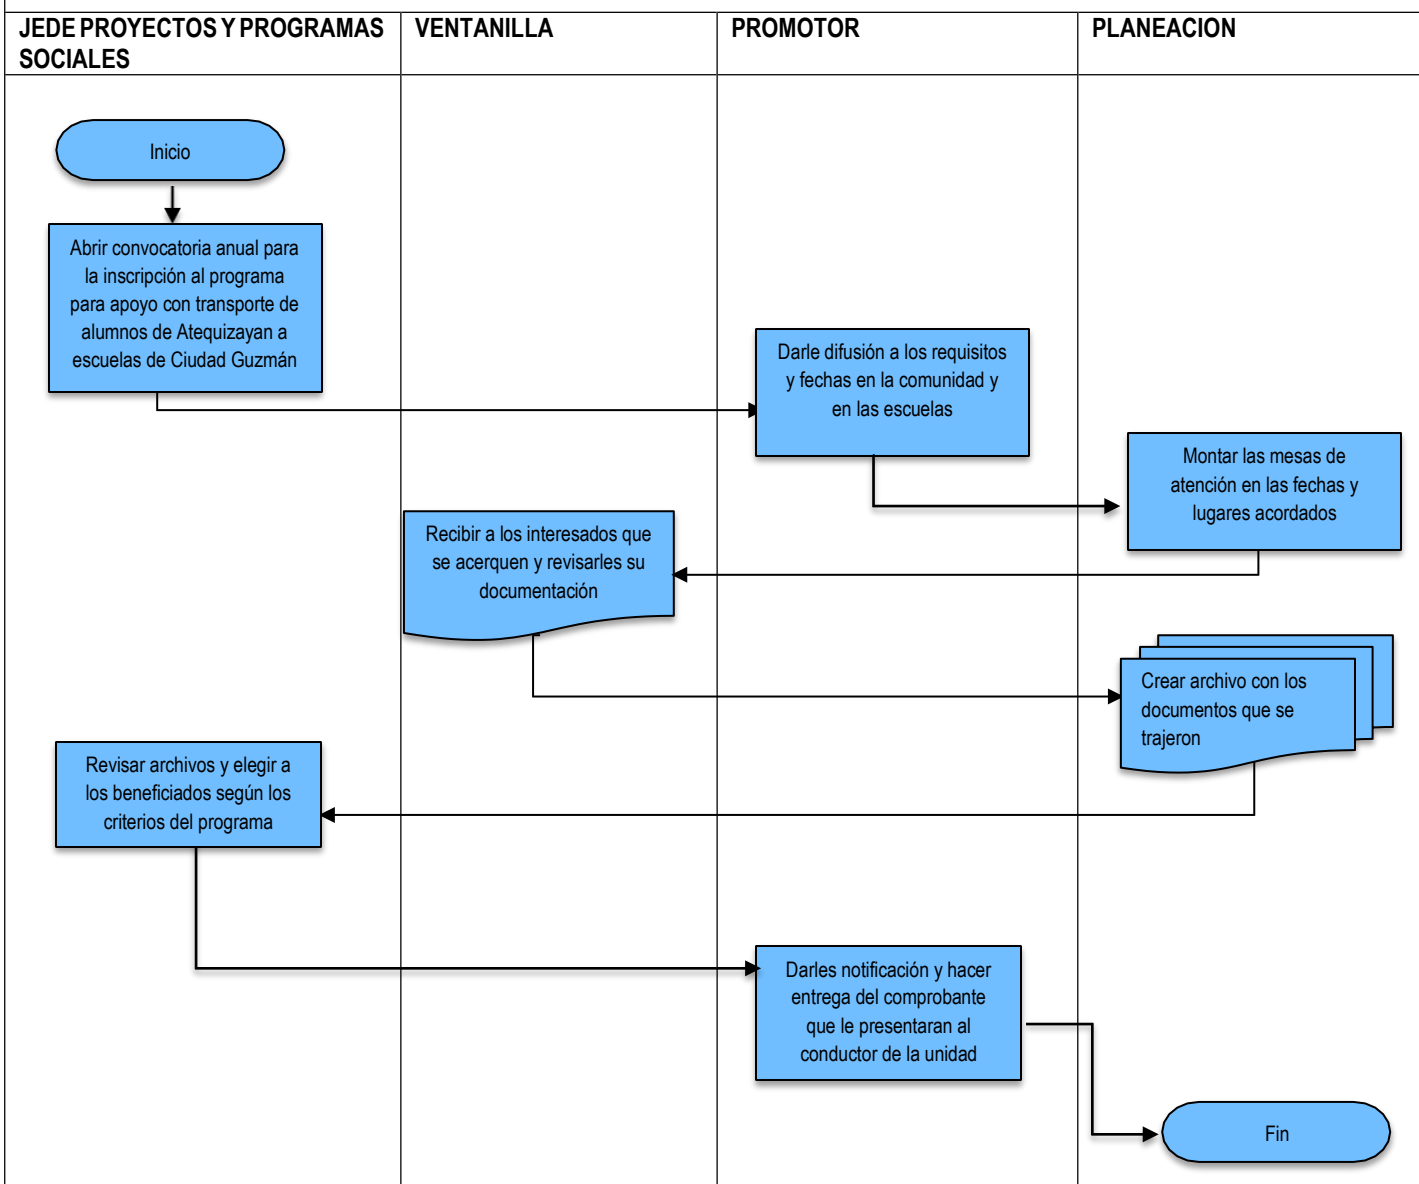 JEDE PROYECTOS Y PROGRAMAS
SOCIALES
VENTANILLA
PROMOTOR
PLANEACION
Inicio
Abrir convocatoria anual para
la inscripción al programa
para apoyo con transporte de
alumnos de Atequizayan a
escuelas de Ciudad Guzmán
Darle difusión a los requisitos
y fechas en la comunidad y
en las escuelas
Montar las mesas de
atención en las fechas y
lugares acordados
Recibir a los interesados que
se acerquen y revisarles su
documentación
Crear archivo con los
documentos que se
trajeron
Revisar archivos y elegir a
los beneficiados según los
criterios del programa
Darles notificación y hacer
entrega del comprobante
que le presentaran al
conductor de la unidad
Fin